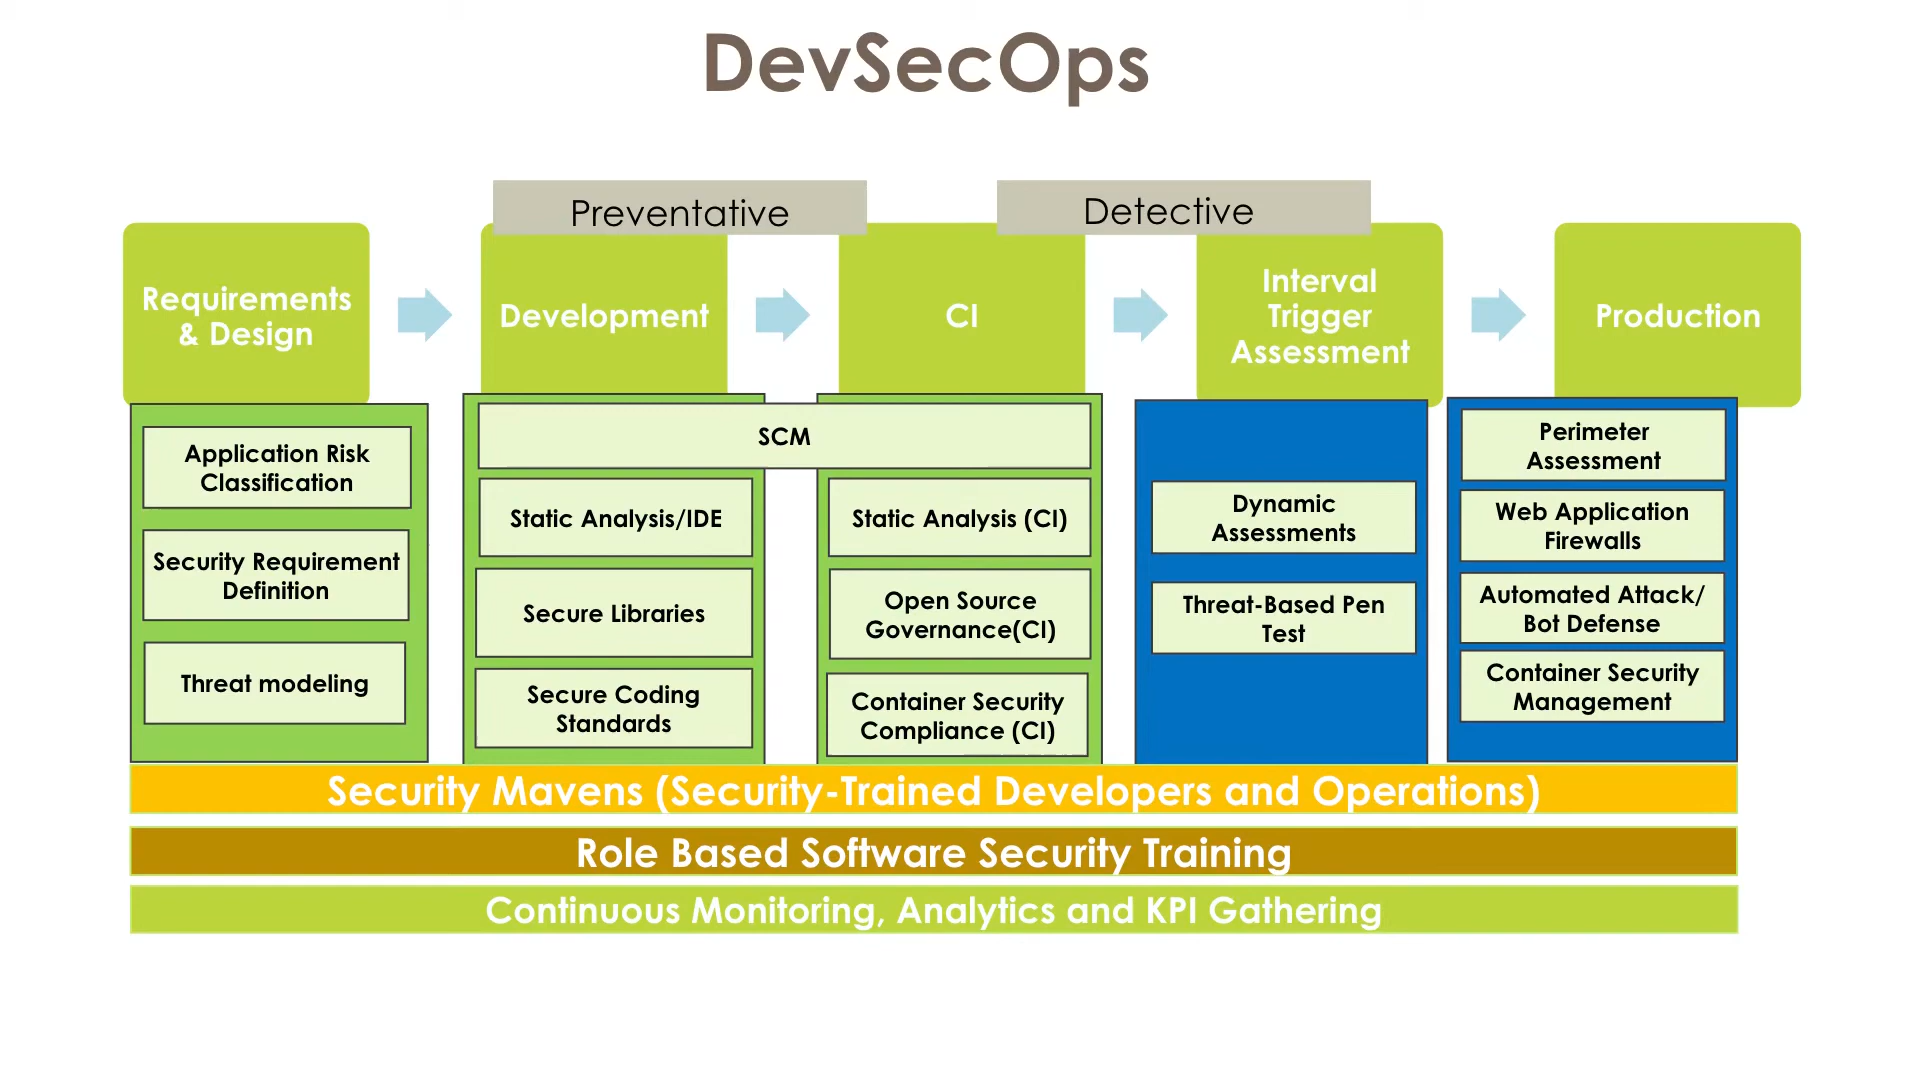 DevSecOps
Preventative
Detective
Requirements
& Design
Development
CI
Interval
Trigger
Assessment
Production
Application Risk
Classification
Security Requirement
Definition
Threat modeling
SCM
Static Analysis/IDE
Secure Libraries
Secure Coding
Standards
Static Analysis (CI)
Open Source
Governance(CI)
Container Security
Compliance (CI)
Dynamic
Assessments
Threat-Based Pen
Test
Perimeter
Assessment
Web Application
Firewalls
Automated Attack/
Bot Defense
Container Security
Management
Security Mavens (Security-Trained Developers and Operations)
Role Based Software Security Training
Continuous Monitoring, Analytics and KPI Gathering